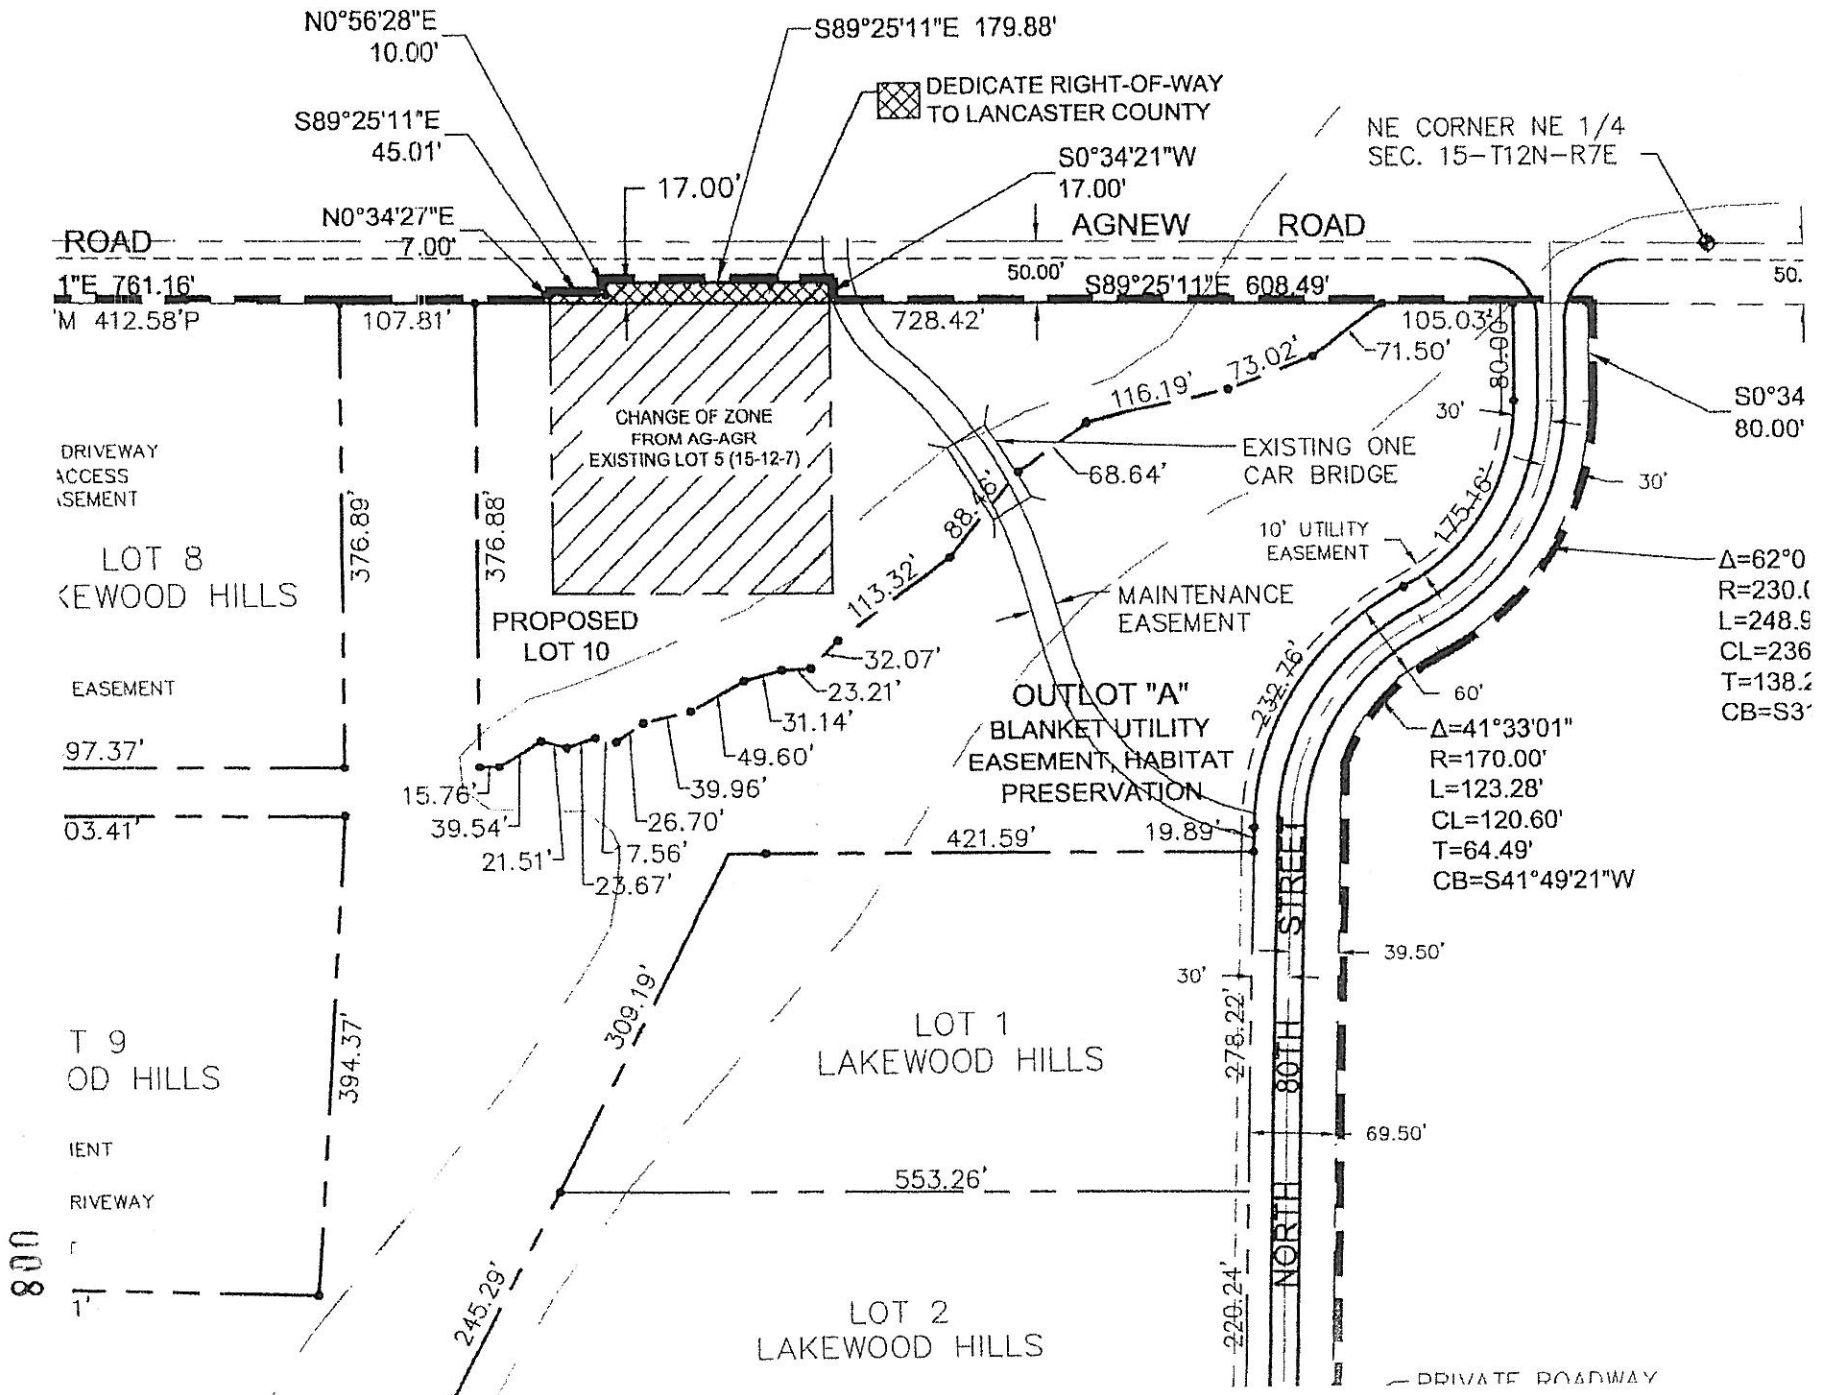 N0°56'28"E
10.00'
S89°25'11"E 179.88'
DEDICATE RIGHT-OF-WAY
TO LANCASTER COUNTY
S89°25'11"E
45.01'
NE CORNER NE 1/4
SEC. 15-T12N-R7E
S0°34'21"W
17.00'
17.00'
N0°34'27"E
7.00'
ROAD
AGNEW ROAD
1"E 761.16'
50.00'
S89°25'11"E 608.49'
50.
'M 412.58'P
107.81'
728.42'
105.03'
71.50'
73.02'
116.19'
80.00'
30'
S0°34
80.00'
CHANGE OF ZONE
FROM AG-AGR
EXISTING LOT 5 (15-12-7)
EXISTING ONE
CAR BRIDGE
68.64'
88.46'
175.16'
30'
DRIVEWAY
ACCESS
ASEMENT
376.89'
376.88'
10' UTILITY
EASEMENT
LOT 8
KEWOOD HILLS
113.32'
MAINTENANCE
EASEMENT
Δ=62°0
R=230.0
L=248.9
CL=236
T=138.2
CB=S31
PROPOSED
LOT 10
32.07'
23.21'
31.14'
49.60'
39.96'
26.70'
17.56'
23.67'
21.51'
39.54'
15.76'
EASEMENT
97.37'
03.41'
OUTLOT "A"
BLANKET UTILITY
EASEMENT, HABITAT
PRESERVATION
232.76'
60'
Δ=41°33'01"
R=170.00'
L=123.28'
CL=120.60'
T=64.49'
CB=S41°49'21"W
421.59'
19.89'
39.50'
30'
309.19'
278.22'
LOT 1
LAKEWOOD HILLS
T 9
OD HILLS
394.37'
69.50'
IENT
RIVEWAY
553.26'
NORTH 80TH STREET
800
1'
245.29'
220.24'
LOT 2
LAKEWOOD HILLS
PRIVATE ROADWAY